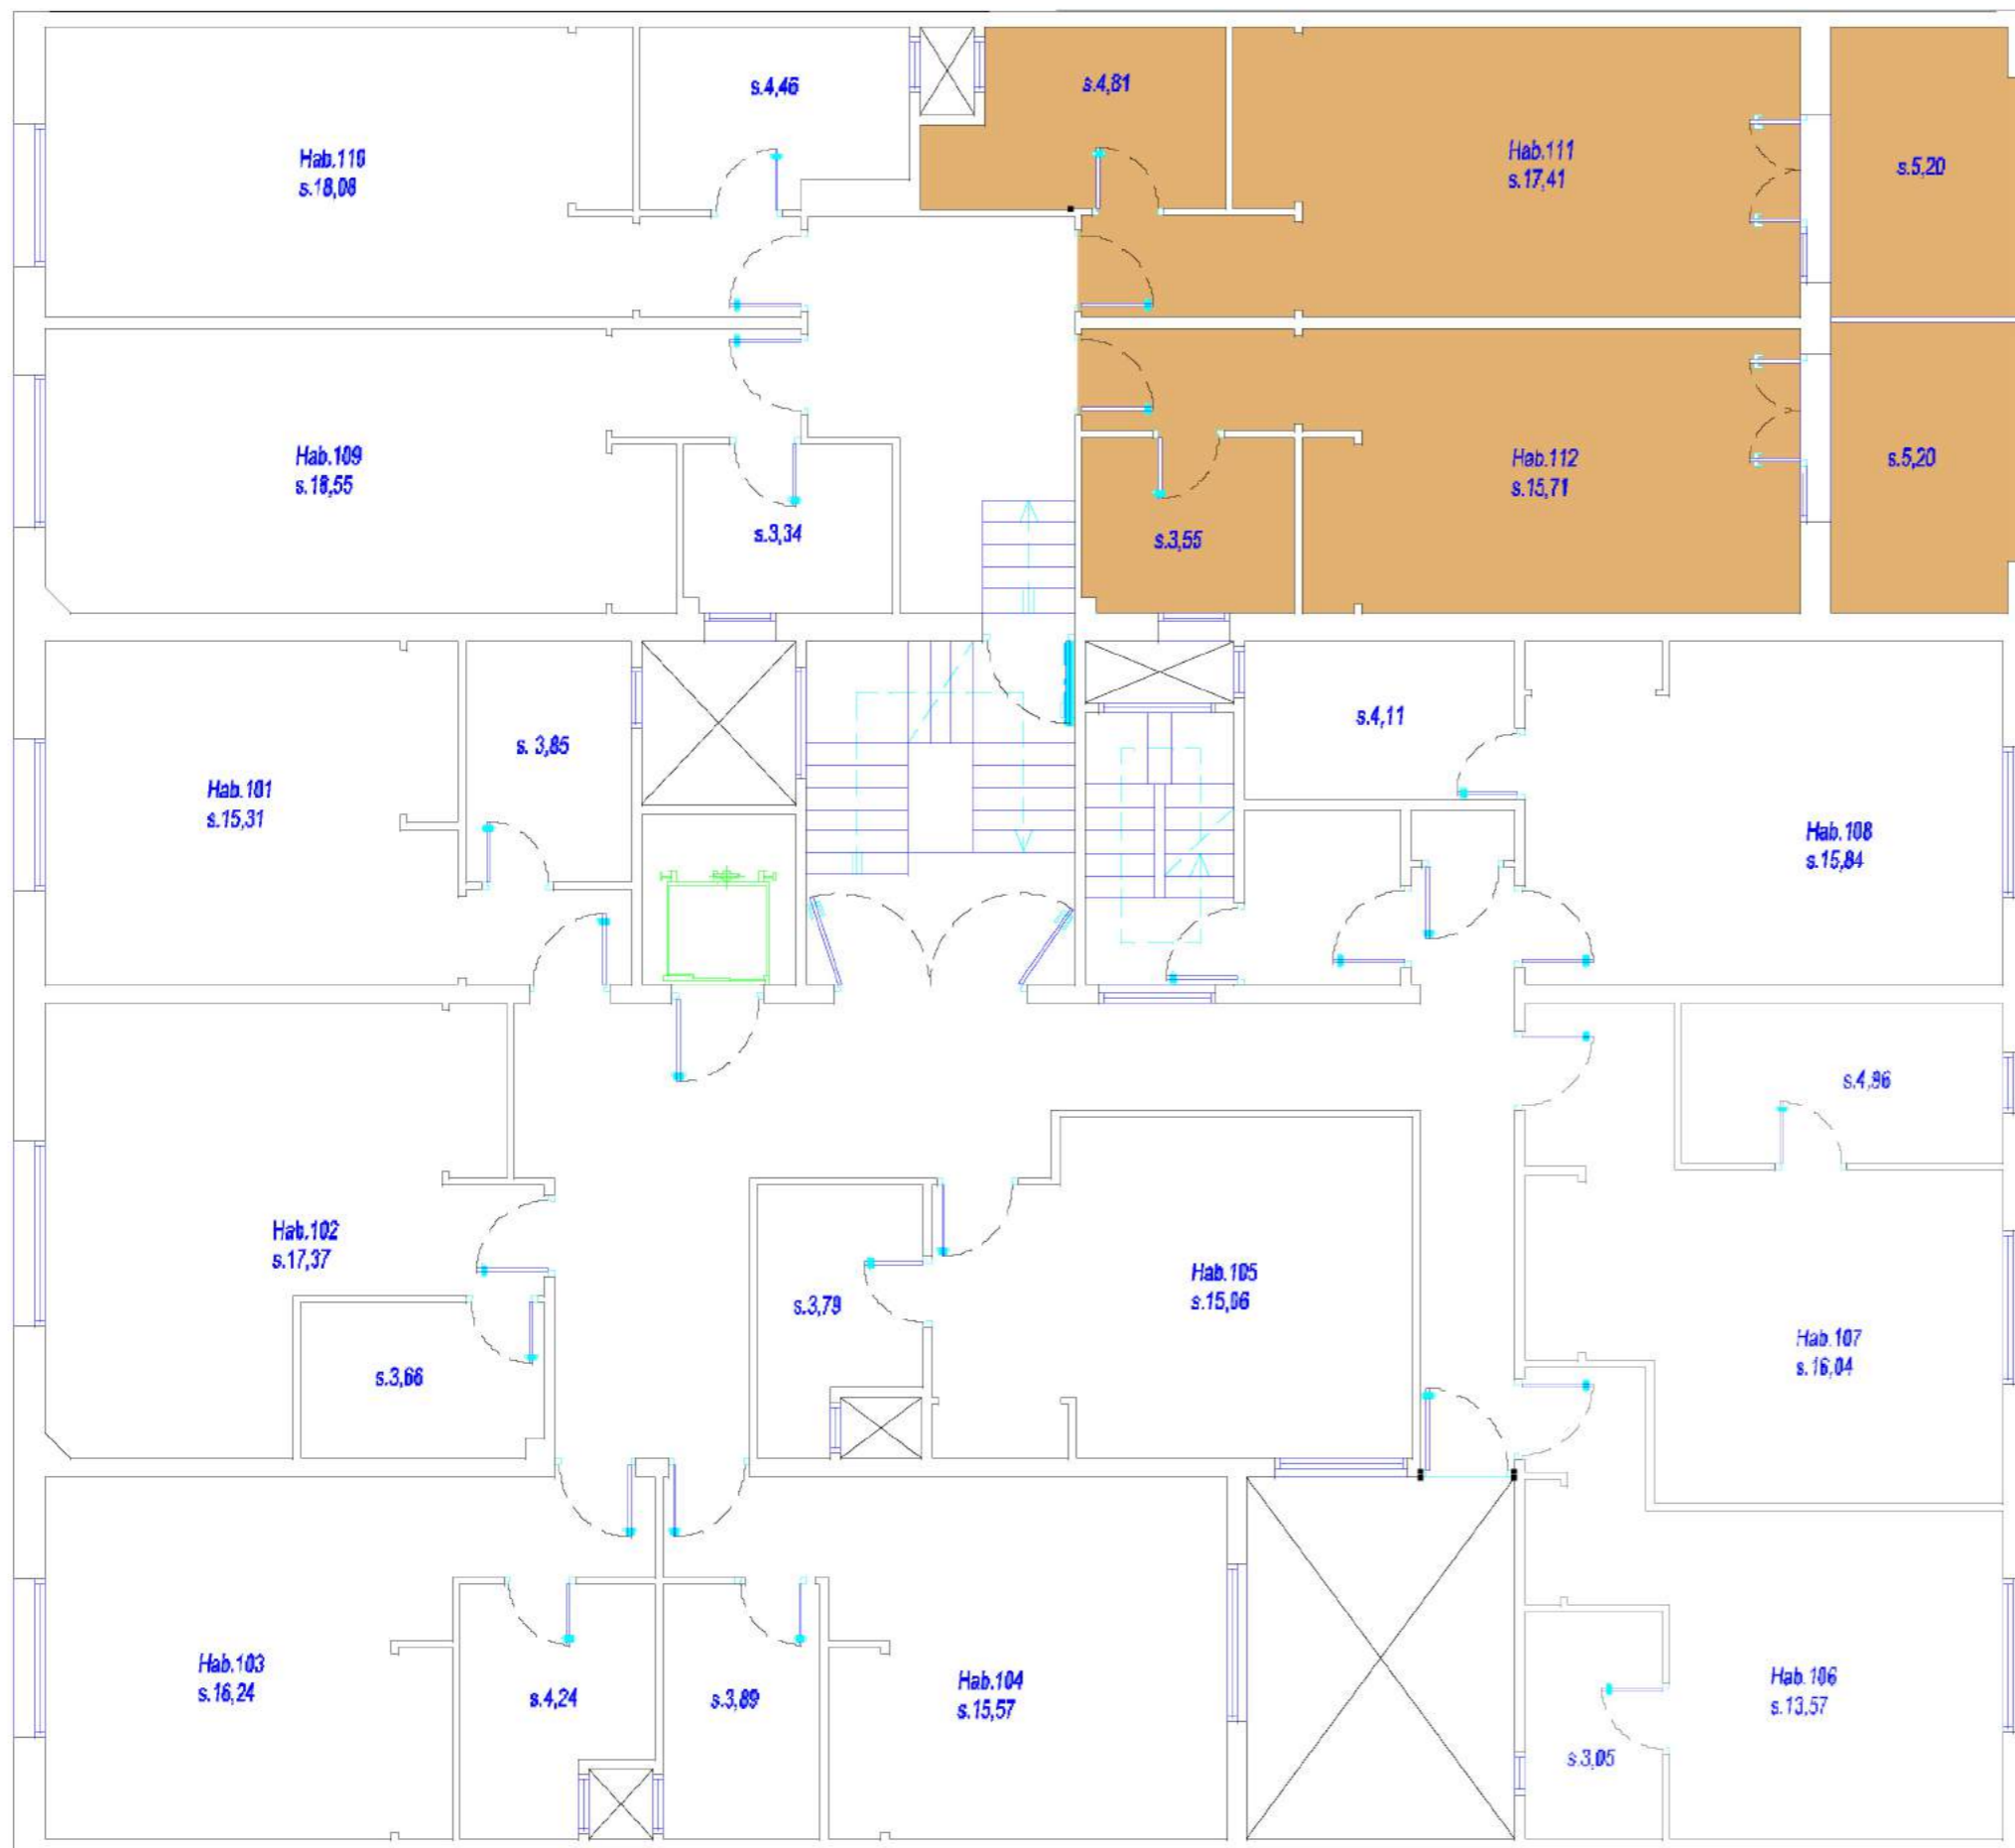 s.4,46
s.4,81
Hab.110
s.18,08
Hab.111
s.17,41
s.5,20
Hab.109
s.18,55
s.3,34
s.3,55
Hab.112
s.15,71
s.5,20
Hab.101
s.15,31
s. 3,85
s.4,11
Hab.108
s.15,84
s.4,96
Hab.102
s.17,37
s.3,66
s.3,79
Hab.105
s.15,06
Hab.107
s.16,04
Hab.103
s.16,24
s.4,24
s.3,89
Hab.104
s.15,57
Hab.106
s.13,57
s.3,05